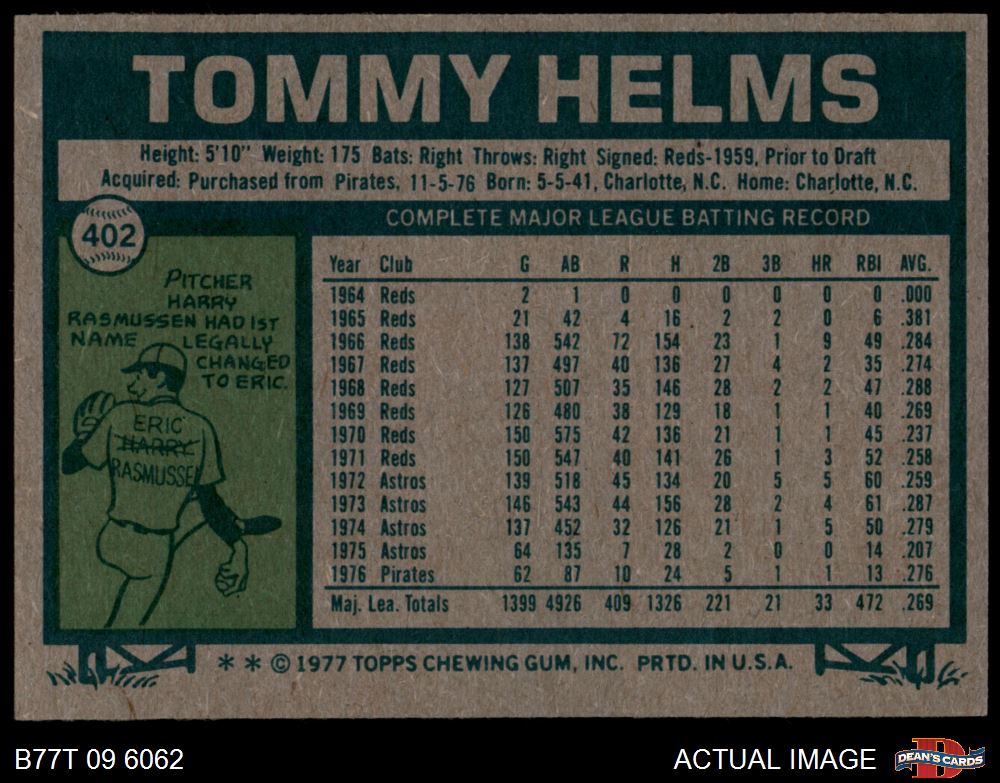 TOMMY HELMS
Height: 5'10" Weight: 175 Bats: Right Throws: Right Signed: Reds-1959, Prior to Draft
Acquired: Purchased from Pirates, 11-5-76 Born: 5-5-41, Charlotte, N.C. Home: Charlotte, N.C.
402
PITCHER
HARRY
RASMUSSEN HAD 1ST
NAME LEGALLY
CHANGED
TO ERIC.
ERIC
HARRY
RASMUSSE
COMPLETE MAJOR LEAGUE BATTING RECORD
Year Club G AB R H 2B 3B HR RBI AVG.
1964 Reds 2 1 0 0 0 0 0 0 .000
1965 Reds 21 42 4 16 2 2 0 6 .381
1966 Reds 138 542 72 154 23 1 9 49 .284
1967 Reds 137 497 40 136 27 4 2 35 .274
1968 Reds 127 507 35 146 28 2 2 47 .288
1969 Reds 126 480 38 129 18 1 1 40 .269
1970 Reds 150 575 42 136 21 1 1 45 .237
1971 Reds 150 547 40 141 26 1 3 52 .258
1972 Astros 139 518 45 134 20 5 5 60 .259
1973 Astros 146 543 44 156 28 2 4 61 .287
1974 Astros 137 452 32 126 21 1 5 50 .279
1975 Astros 64 135 7 28 2 0 0 14 .207
1976 Pirates 62 87 10 24 5 1 1 13 .276
Maj. Lea. Totals 1399 4926 409 1326 221 21 33 472 .269
* * © 1977 TOPPS CHEWING GUM, INC. PRTD. IN U.S.A.
B77T 09 6062
ACTUAL IMAGE
D
DEAN'S CARDS